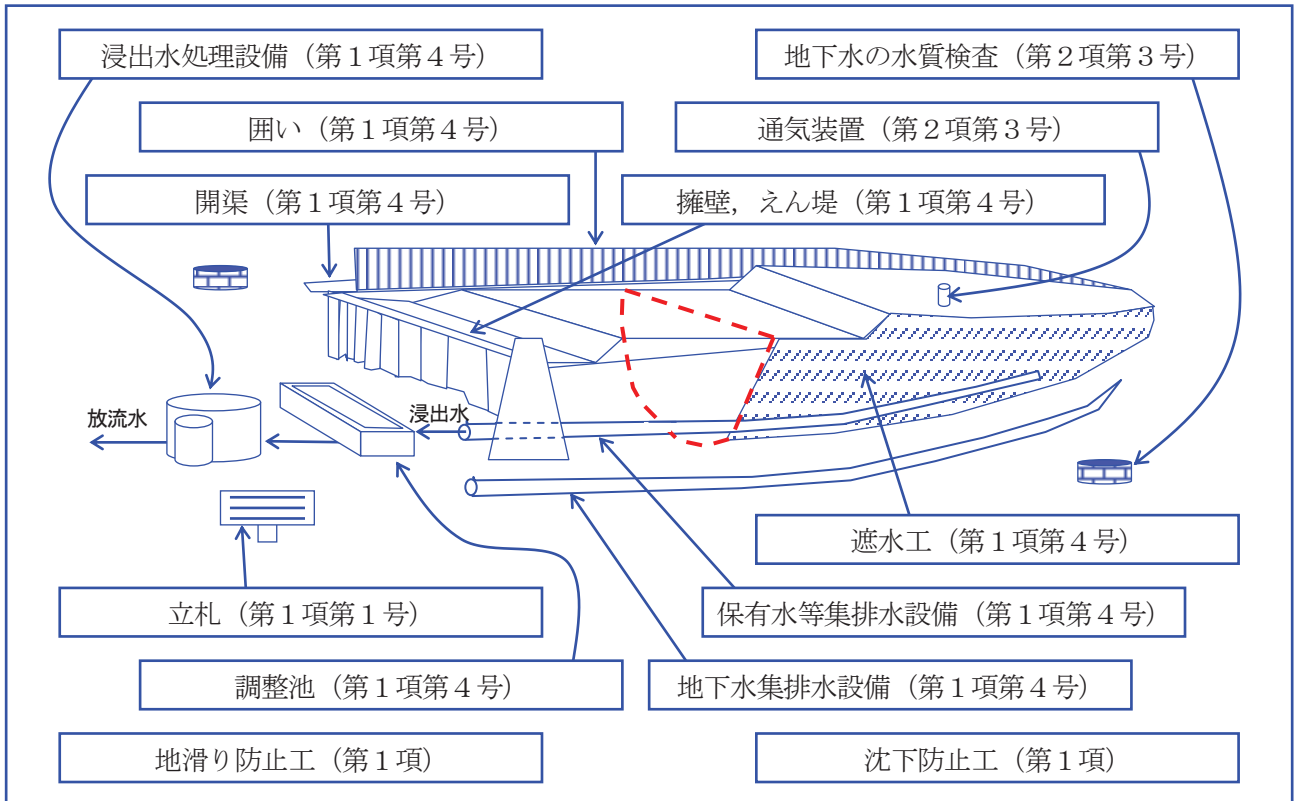 浸出水処理設備（第１項第４号）
地下水の水質検査（第２項第３号）
囲い（第１項第４号）
通気装置（第２項第３号）
開渠（第１項第４号）
擁壁，えん堤（第１項第４号）
放流水
浸出水
遮水工（第１項第４号）
立札（第１項第１号）
保有水等集排水設備（第１項第４号）
調整池（第１項第４号）
地下水集排水設備（第１項第４号）
地滑り防止工（第１項）
沈下防止工（第１項）